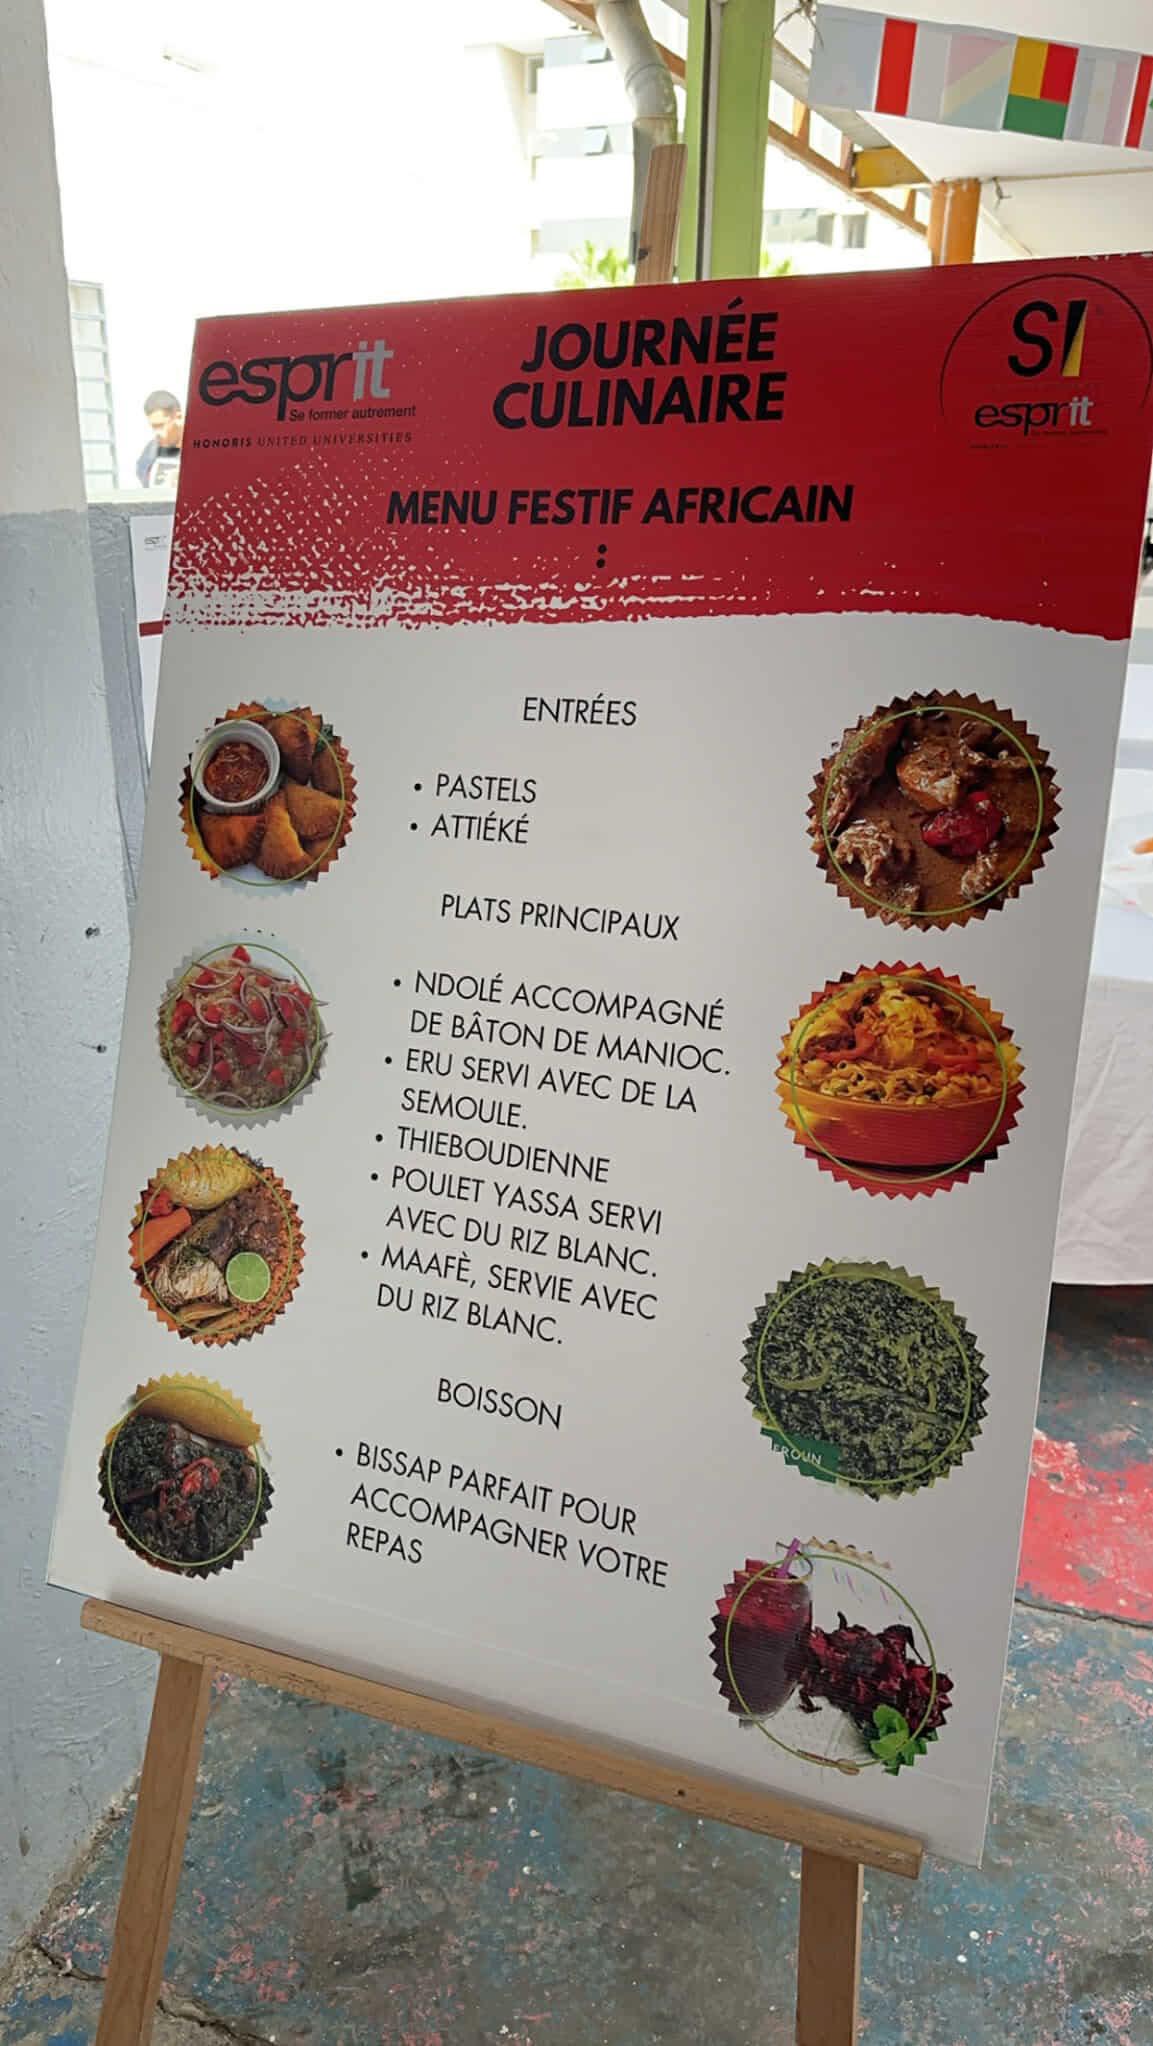 esprit
Se former autrement
HONORIS UNITED UNIVERSITIES
JOURNÉE
CULINAIRE
SI
esprit
MENU FESTIF AFRICAIN
:
ENTRÉES
• PASTELS
• ATTIÉKÉ
PLATS PRINCIPAUX
• NDOLÉ ACCOMPAGNÉ
DE BÂTON DE MANIOC.
• ERU SERVI AVEC DE LA
SEMOULE.
• THIEBOUDIENNE
• POULET YASSA SERVI
AVEC DU RIZ BLANC.
• MAAFÈ, SERVIE AVEC
DU RIZ BLANC.
EROUN
BOISSON
• BISSAP PARFAIT POUR
ACCOMPAGNER VOTRE
REPAS